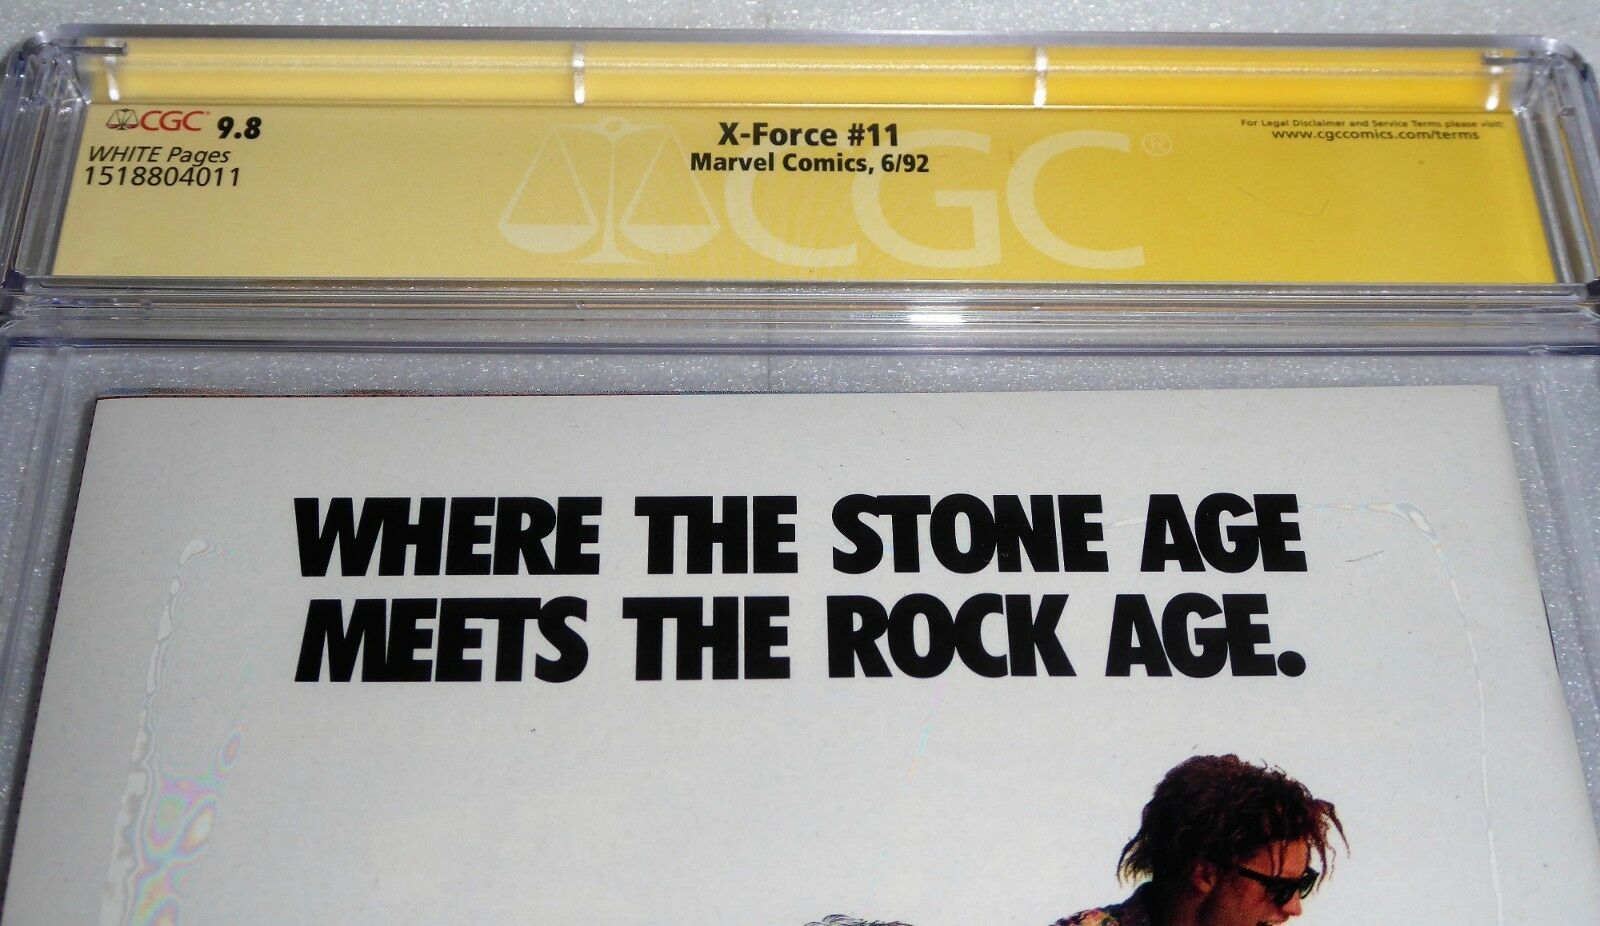 CGC® 9.8
WHITE Pages
1518804011
X-Force #11
Marvel Comics, 6/92
For Legal Disclaimer and Service Terms please visit:
www.cgccomics.com/terms
CGC®
WHERE THE STONE AGE
MEETS THE ROCK AGE.